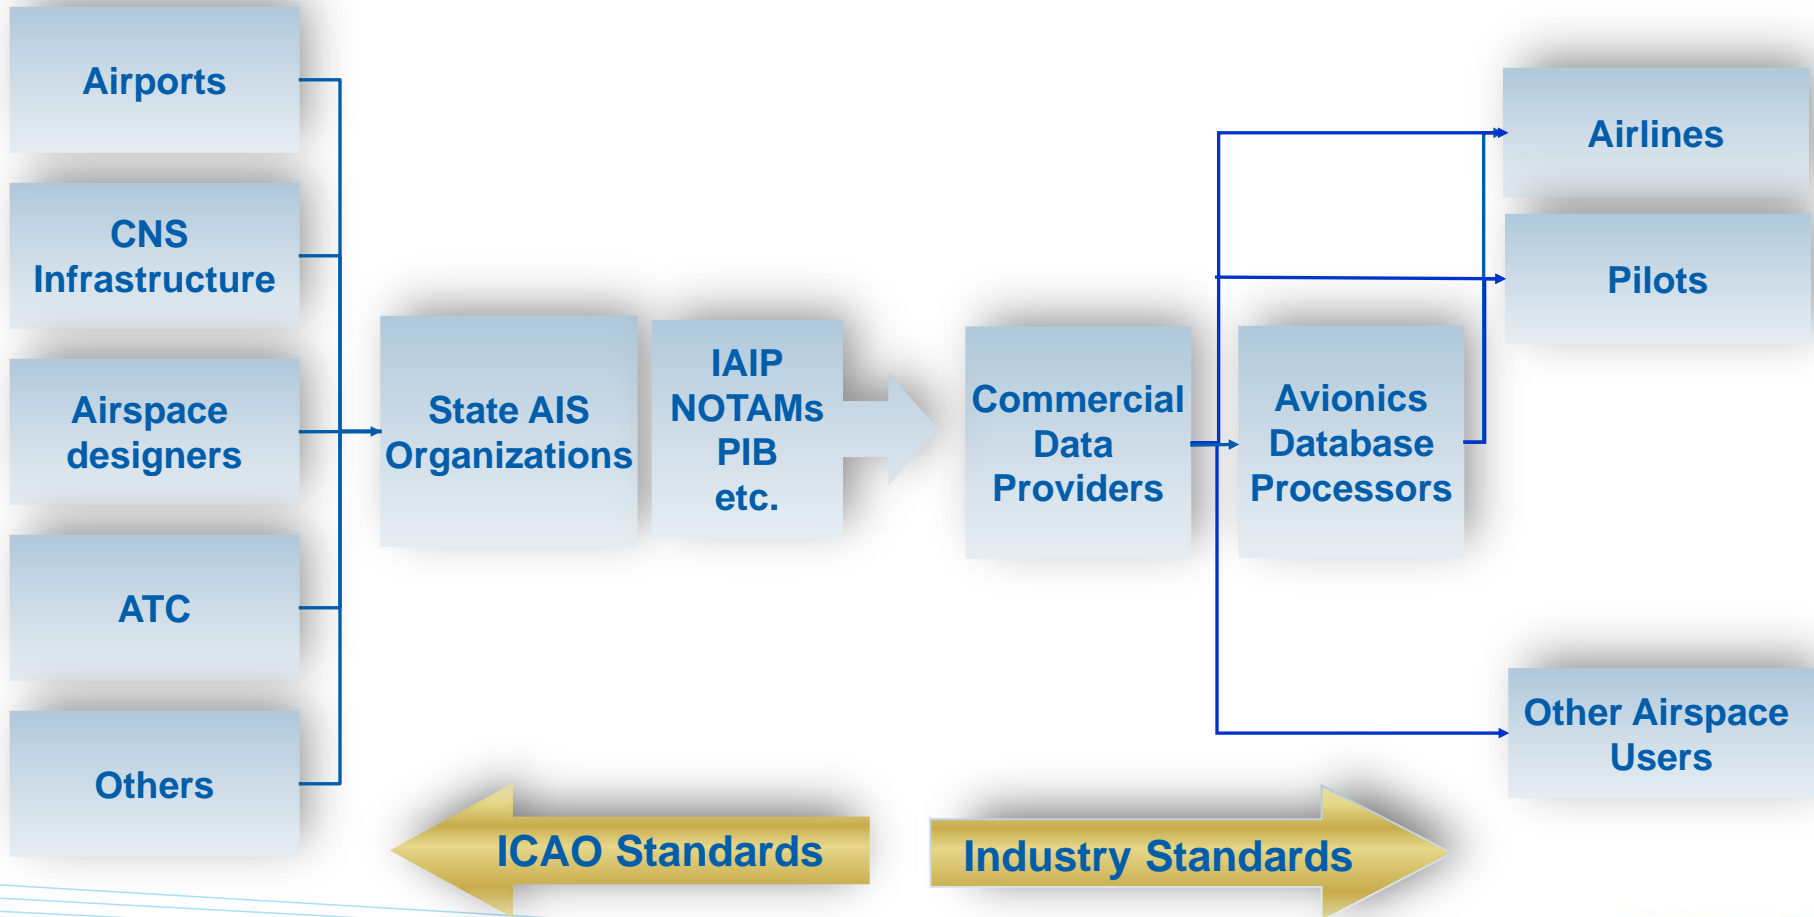 Airports
CNS
Infrastructure
Airspace
designers
ATC
Others
State AIS
Organizations
IAIP
NOTAMs
PIB
etc.
Commercial
Data
Providers
Avionics
Database
Processors
Airlines
Pilots
Other Airspace
Users
ICAO Standards
Industry Standards